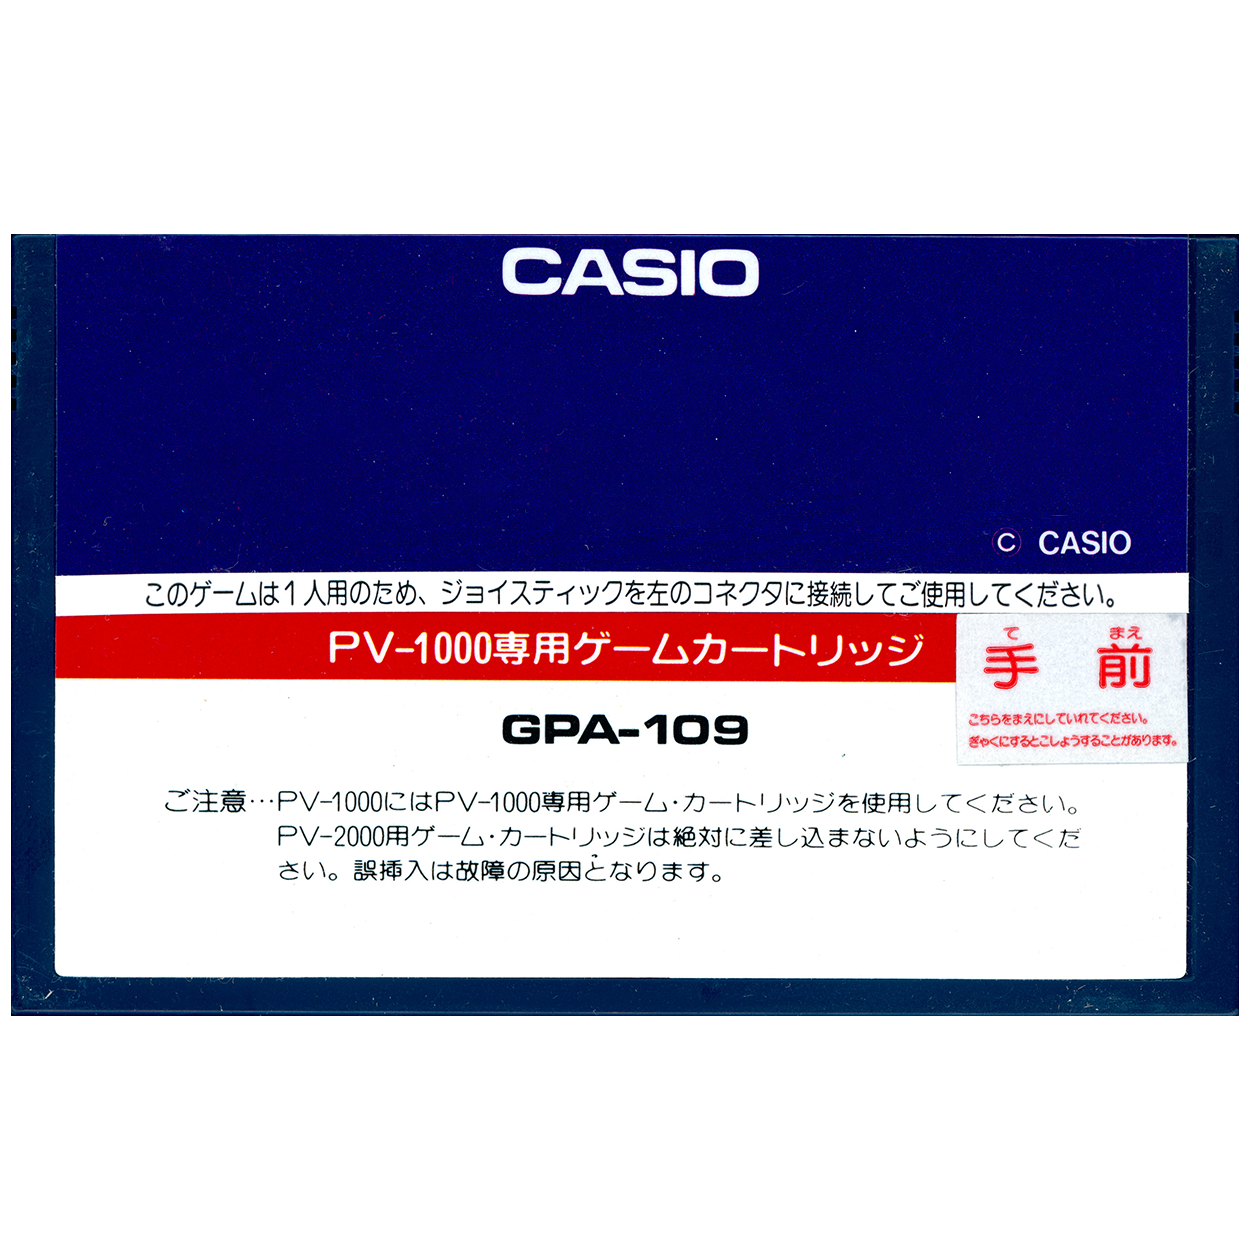 CASIO
© CASIO
このゲームは1人用のため、ジョイスティックを左のコネクタに接続してご使用してください。
PV-1000専用ゲームカートリッジ
て まえ
手 前
こちらをまえにしていれてください。
ぎゃくにするとこしょうすることがあります。
GPA-109
ご注意…PV-1000にはPV-1000専用ゲーム・カートリッジを使用してください。
PV-2000用ゲーム・カートリッジは絶対に差し込まないようにしてくだ
さい。誤挿入は故障の原因となります。